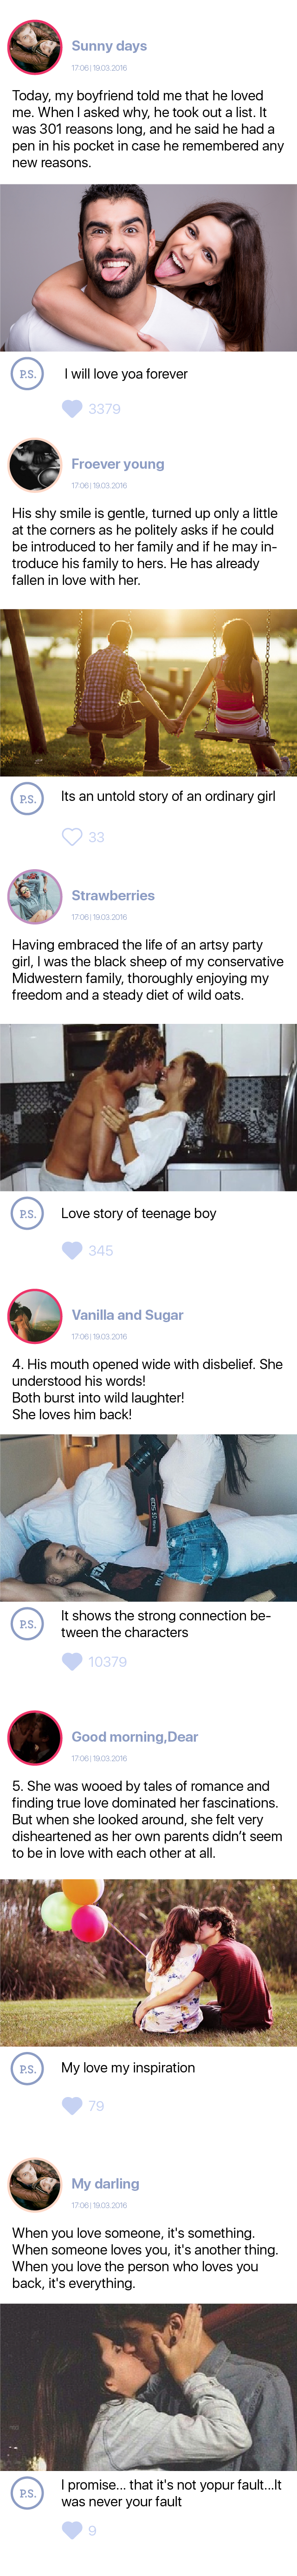 Sunny days
17:06 | 19.03.2016
Today, my boyfriend told me that he loved
me. When I asked why, he took out a list. It
was 301 reasons long, and he said he had a
pen in his pocket in case he remembered any
new reasons.
P.S.
I will love yoa forever
3379
Froever young
17:06 | 19.03.2016
His shy smile is gentle, turned up only a little
at the corners as he politely asks if he could
be introduced to her family and if he may in-
troduce his family to hers. He has already
fallen in love with her.
P.S.
Its an untold story of an ordinary girl
33
Strawberries
17:06 | 19.03.2016
Having embraced the life of an artsy party
girl, I was the black sheep of my conservative
Midwestern family, thoroughly enjoying my
freedom and a steady diet of wild oats.
P.S.
Love story of teenage boy
345
Vanilla and Sugar
17:06 | 19.03.2016
4. His mouth opened wide with disbelief. She
understood his words!
Both burst into wild laughter!
She loves him back!
P.S.
It shows the strong connection be-
tween the characters
10379
Good morning,Dear
17:06 | 19.03.2016
5. She was wooed by tales of romance and
finding true love dominated her fascinations.
But when she looked around, she felt very
disheartened as her own parents didn’t seem
to be in love with each other at all.
P.S.
My love my inspiration
79
My darling
17:06 | 19.03.2016
When you love someone, it's something.
When someone loves you, it's another thing.
When you love the person who loves you
back, it's everything.
P.S.
I promise... that it's not yopur fault...It
was never your fault
9